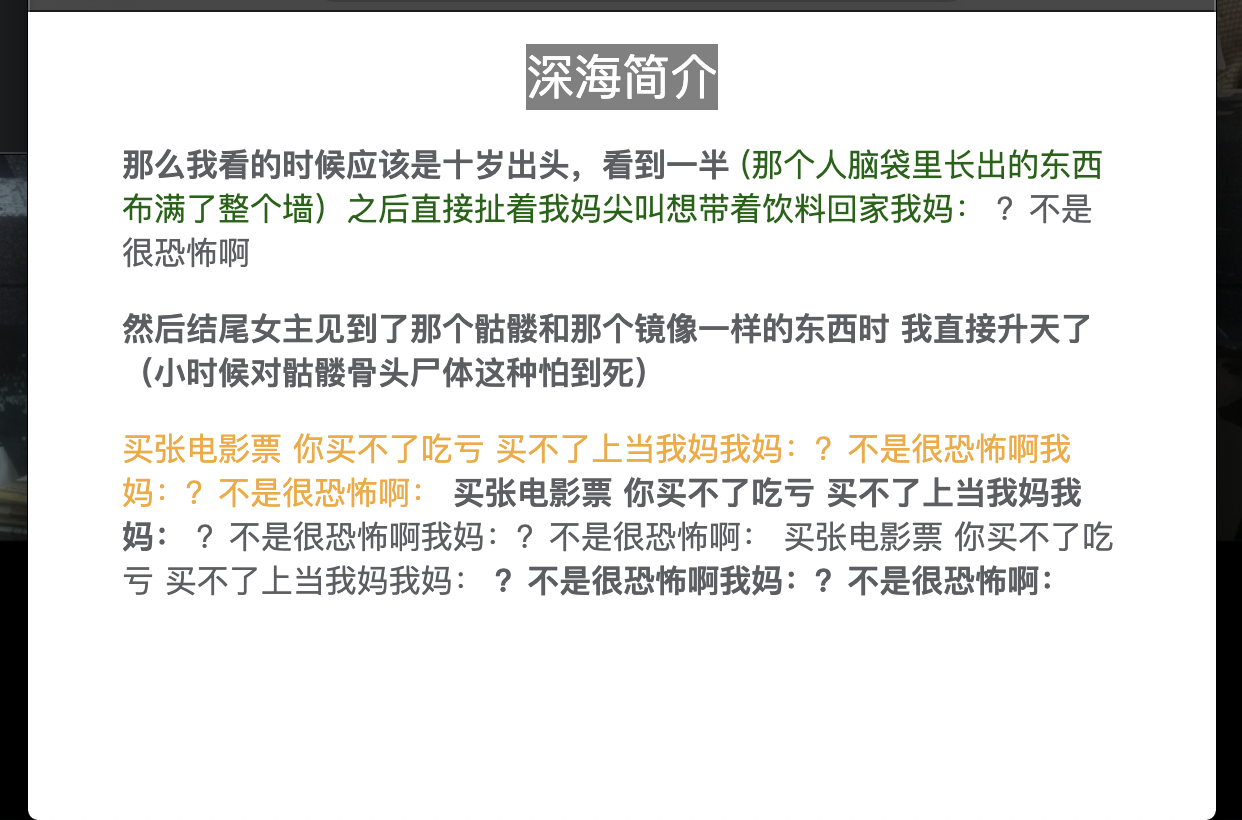 深海简介
那么我看的时候应该是十岁出头，看到一半 (那个人脑袋里长出的东西
布满了整个墙）之后直接扯着我妈尖叫想带着饮料回家我妈： ？不是
很恐怖啊
然后结尾女主见到了那个骷髅和那个镜像一样的东西时 我直接升天了
（小时候对骷髅骨头尸体这种怕到死）
买张电影票 你买不了吃亏 买不了上当我妈我妈：？不是很恐怖啊我
妈：？不是很恐怖啊： 买张电影票 你买不了吃亏 买不了上当我妈我
妈： ？不是很恐怖啊我妈：？不是很恐怖啊： 买张电影票 你买不了吃
亏 买不了上当我妈我妈： ？不是很恐怖啊我妈：？不是很恐怖啊：